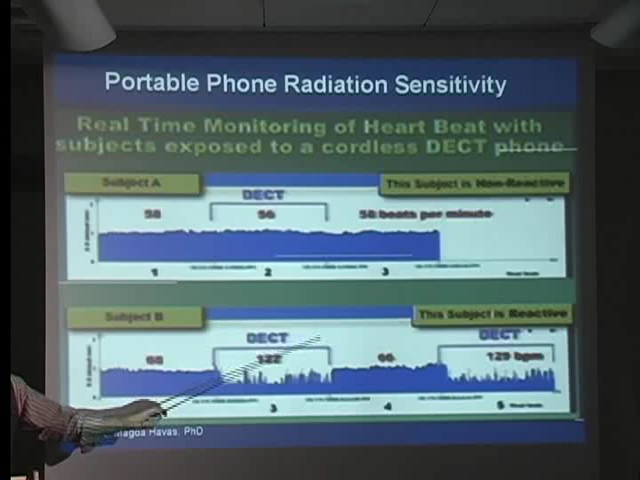 Portable Phone Radiation Sensitivity
Real Time Monitoring of Heart Beat with
subjects exposed to a cordless DECT phone
Subject A
This Subject is Non-Reactive
DECT
58
56
58 beats per minute
1
2
3
Subject B
This Subject is Reactive
DECT
DECT
68
122
66
129 bpm
3
4
5
Magda Havas, PhD